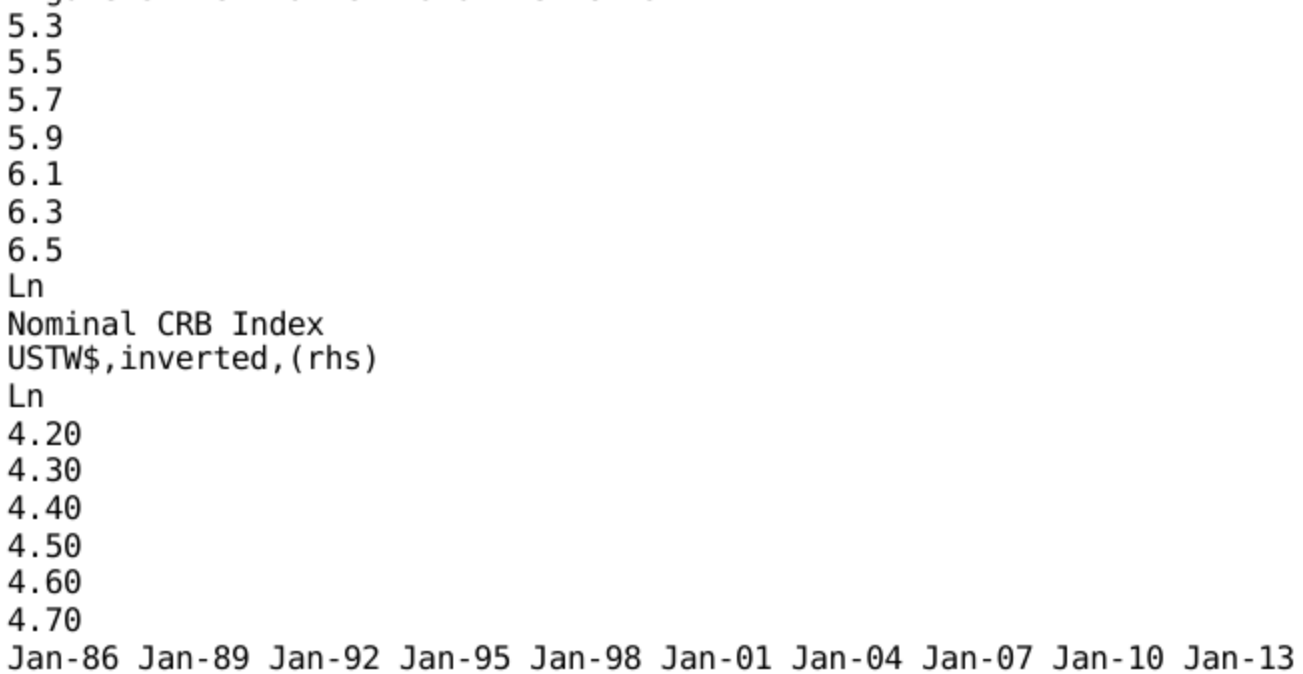 5.3
5.5
5.7
5.9
6.1
6.3
6.5
Ln
Nominal CRB Index
USTW$,inverted,(rhs)
Ln
4.20
4.30
4.40
4.50
4.60
4.70
Jan-86 Jan-89 Jan-92 Jan-95 Jan-98 Jan-01 Jan-04 Jan-07 Jan-10 Jan-13